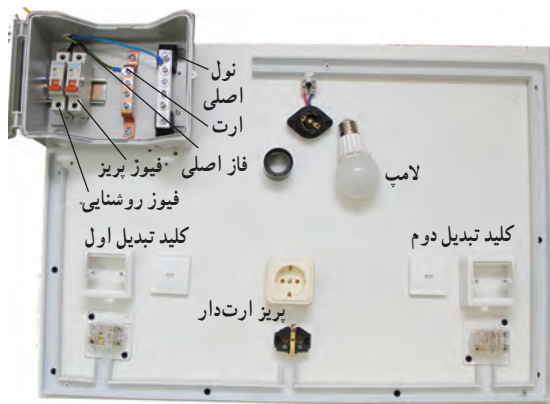 نول
اصلی
ارت
فاز اصلی
فیوز پریز
فیوز روشنایی
لامپ
کلید تبدیل اول
کلید تبدیل دوم
پریز ارت‌دار